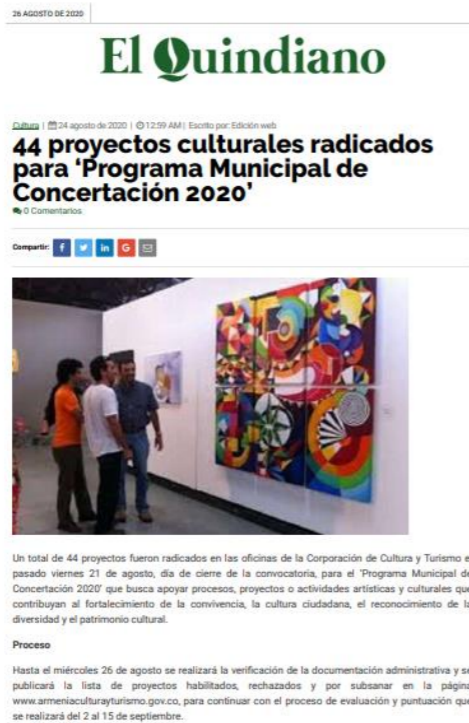 26 AGOSTO DE 2020
El Quindiano
Cultura | 24 agosto de 2020 | 12:59 AM | Escrito por: Edición web
44 proyectos culturales radicados
para ‘Programa Municipal de
Concertación 2020’
0 Comentarios
Compartir:
Un total de 44 proyectos fueron radicados en las oficinas de la Corporación de Cultura y Turismo e
pasado viernes 21 de agosto, día de cierre de la convocatoria, para el ‘Programa Municipal de
Concertación 2020’ que busca apoyar procesos, proyectos o actividades artísticas y culturales que
contribuyan al fortalecimiento de la convivencia, la cultura ciudadana, el reconocimiento de la
diversidad y el patrimonio cultural.
Proceso
Hasta el miércoles 26 de agosto se realizará la verificación de la documentación administrativa y se
publicará la lista de proyectos habilitados, rechazados y por subsanar en la página
www.armeniaculturayturismo.gov.co, para continuar con el proceso de evaluación y puntuación que
se realizará del 2 al 15 de septiembre.